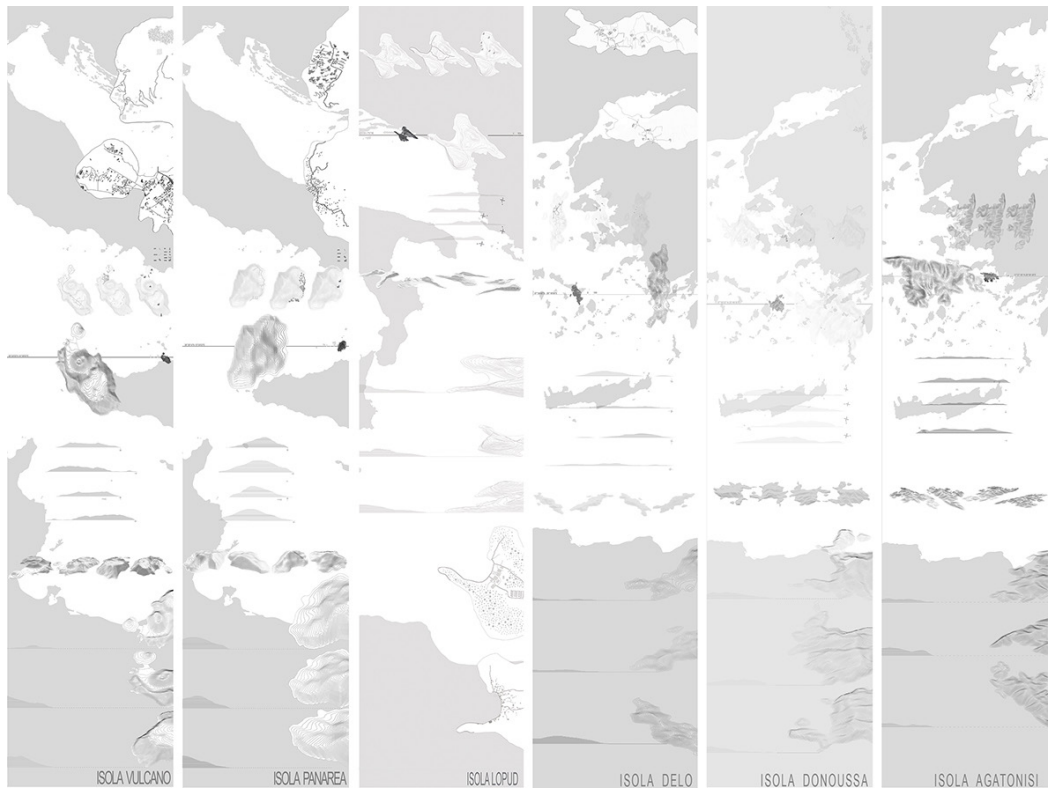 ISOLA VULCANO
ISOLA PANAREA
ISOLA LOPUD
ISOLA DELO
ISOLA DONOUSSA
ISOLA AGATONISI